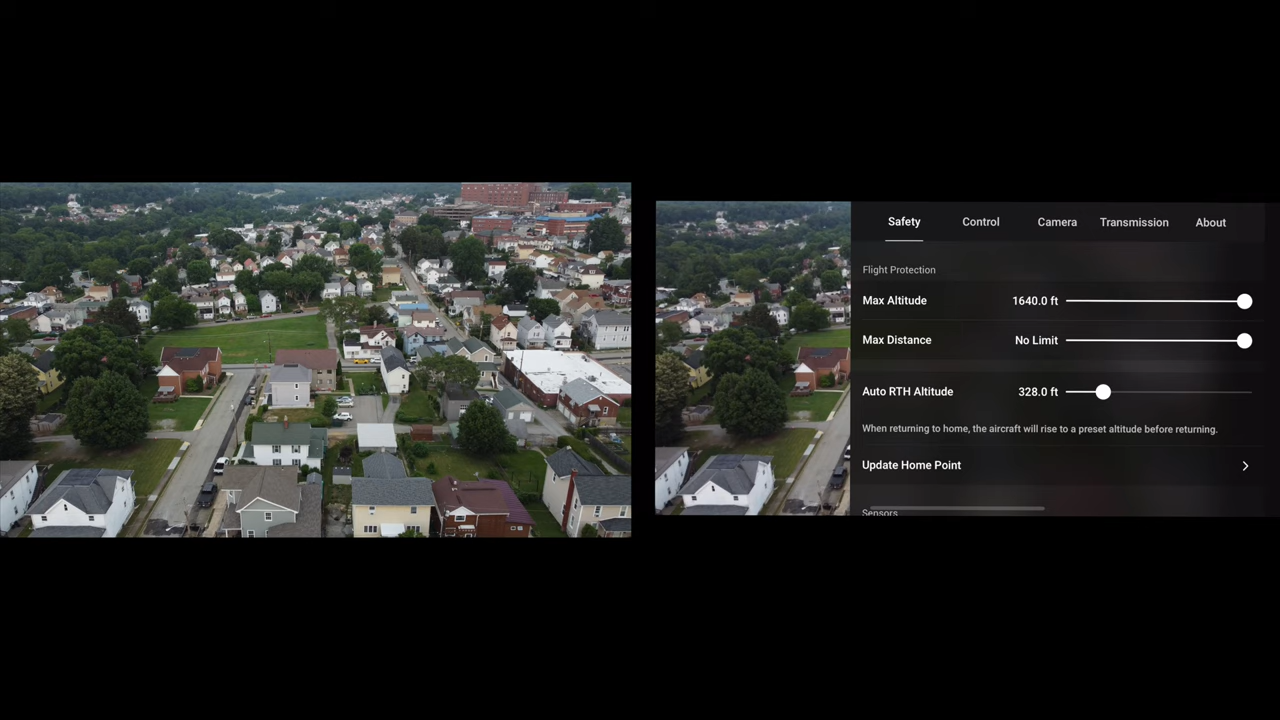 Safety Control Camera Transmission About
Flight Protection
Max Altitude 1640.0 ft
Max Distance No Limit
Auto RTH Altitude 328.0 ft
When returning to home, the aircraft will rise to a preset altitude before returning.
Update Home Point
Sensors